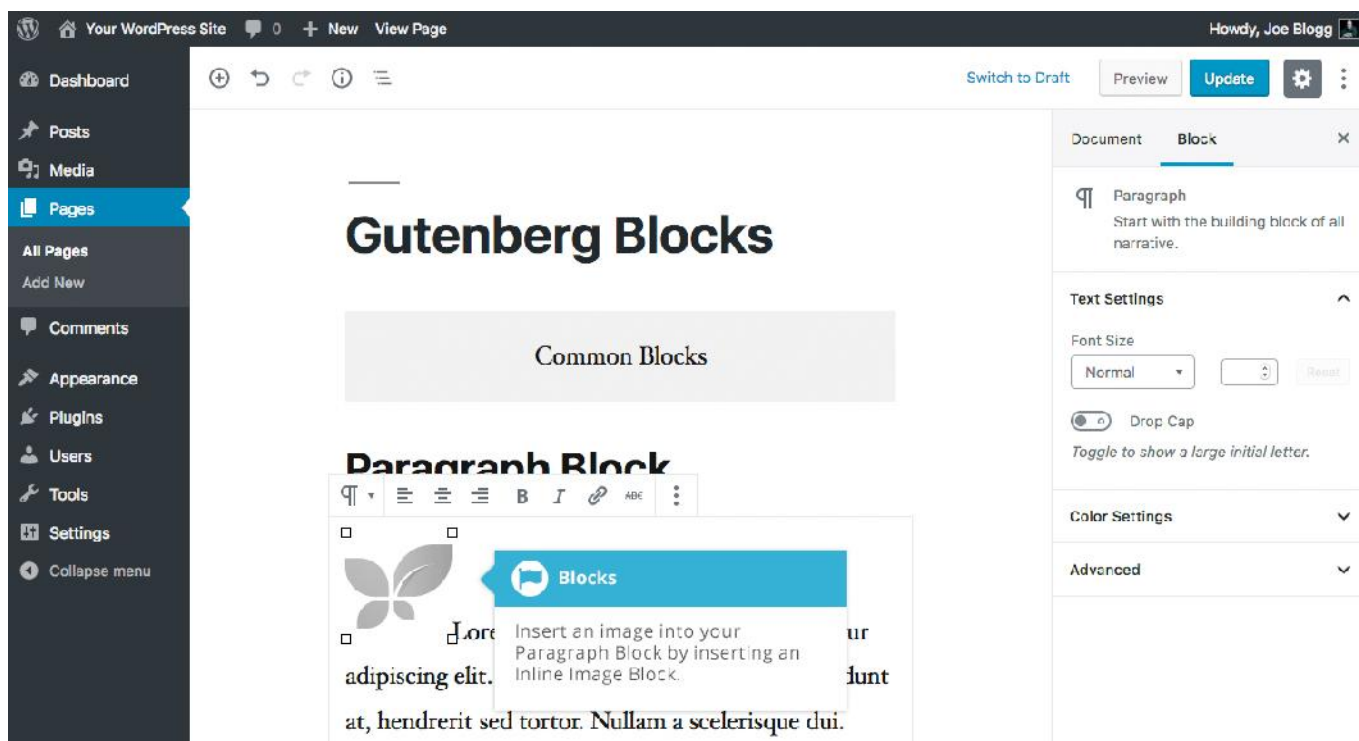 Your WordPress Site 0 + New View Page Howdy, Joe Blogg
Dashboard
Posts
Media
Pages
All Pages
Add New
Comments
Appearance
Plugins
Users
Tools
Settings
Collapse menu
Switch to Draft Preview Update
Gutenberg Blocks
Common Blocks
Paragraph Block
B I ABC
Blocks
Insert an image into your
Paragraph Block by inserting an
Inline Image Block.
Lore ur
adipiscing elit. dunt
at, hendrerit sed tortor. Nullam a scelerisque dui.
Document Block
Paragraph
Start with the building block of all
narrative.
Text Settings
Font Size
Normal Reset
Drop Cap
Toggle to show a large initial letter.
Color Settings
Advanced